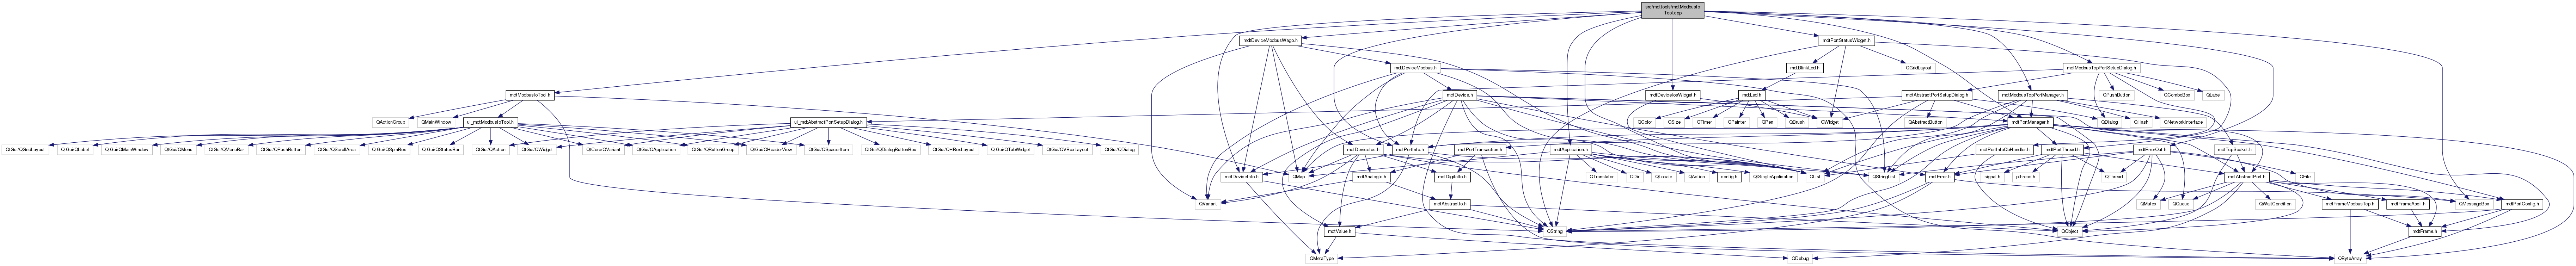 src/mdttools/mdtModbusIo
Tool.cpp
mdtDeviceModbusWago.h
mdtPortStatusWidget.h
mdtDeviceModbus.h
mdtBlinkLed.h
QGridLayout
mdtModbusTcpPortSetupDialog.h
mdtModbusIoTool.h
mdtDevice.h
mdtDeviceIosWidget.h
mdtLed.h
mdtAbstractPortSetupDialog.h
mdtModbusTcpPortManager.h
QPushButton
QComboBox
QLabel
QActionGroup
QMainWindow
ui_mdtModbusIoTool.h
ui_mdtAbstractPortSetupDialog.h
QColor
QSize
QTimer
QPainter
QPen
QBrush
QWidget
QAbstractButton
mdtPortManager.h
QDialog
QHash
QNetworkInterface
QtGui/QGridLayout
QtGui/QLabel
QtGui/QMainWindow
QtGui/QMenu
QtGui/QMenuBar
QtGui/QPushButton
QtGui/QScrollArea
QtGui/QSpinBox
QtGui/QStatusBar
QtGui/QAction
QtGui/QWidget
QtCore/QVariant
QtGui/QApplication
QtGui/QButtonGroup
QtGui/QHeaderView
QtGui/QSpacerItem
QtGui/QDialogButtonBox
QtGui/QHBoxLayout
QtGui/QTabWidget
QtGui/QVBoxLayout
QtGui/QDialog
mdtDeviceIos.h
mdtPortInfo.h
mdtPortTransaction.h
mdtApplication.h
mdtPortInfoCbHandler.h
mdtPortThread.h
mdtErrorOut.h
mdtTcpSocket.h
mdtDeviceInfo.h
QMap
mdtAnalogIo.h
mdtDigitalIo.h
QTranslator
QDir
QLocale
QAction
config.h
QtSingleApplication
QList
QStringList
mdtError.h
signal.h
pthread.h
QThread
mdtAbstractPort.h
QFile
QVariant
mdtAbstractIo.h
QMutex
QQueue
QWaitCondition
mdtFrameModbusTcp.h
mdtFrameAscii.h
QMessageBox
mdtPortConfig.h
mdtValue.h
QString
QObject
mdtFrame.h
QMetaType
QDebug
QByteArray